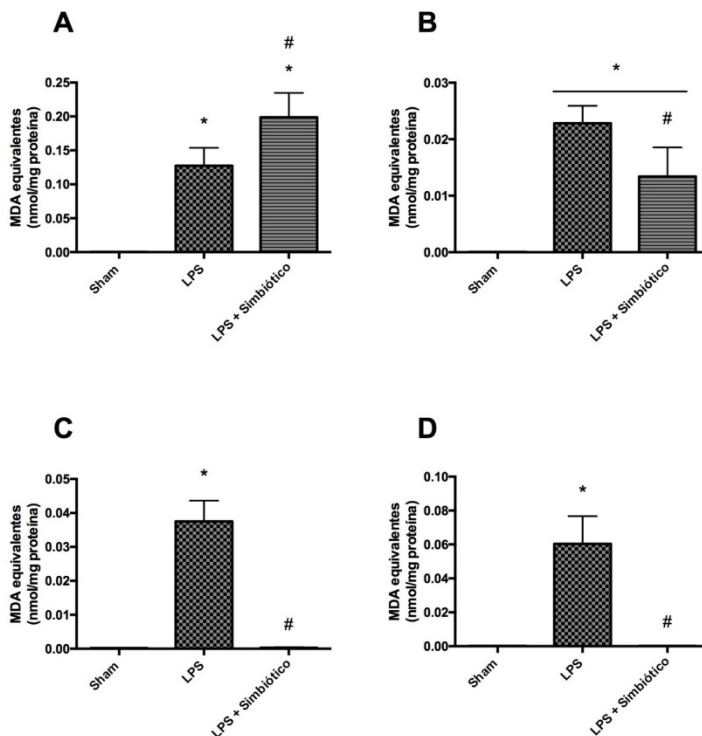 A
MDA equivalentes
(nmol/mg proteína)
0.25
0.20
0.15
0.10
0.05
0.00
#
*
*
Sham
LPS
LPS + Simbiótico
B
MDA equivalentes
(nmol/mg proteína)
0.03
0.02
0.01
0.00
*
#
Sham
LPS
LPS + Simbiótico
C
MDA equivalentes
(nmol/mg proteína)
0.05
0.04
0.03
0.02
0.01
0.00
*
#
Sham
LPS
LPS + Simbiótico
D
MDA equivalentes
(nmol/mg proteína)
0.10
0.08
0.06
0.04
0.02
0.00
*
#
Sham
LPS
LPS + Simbiótico